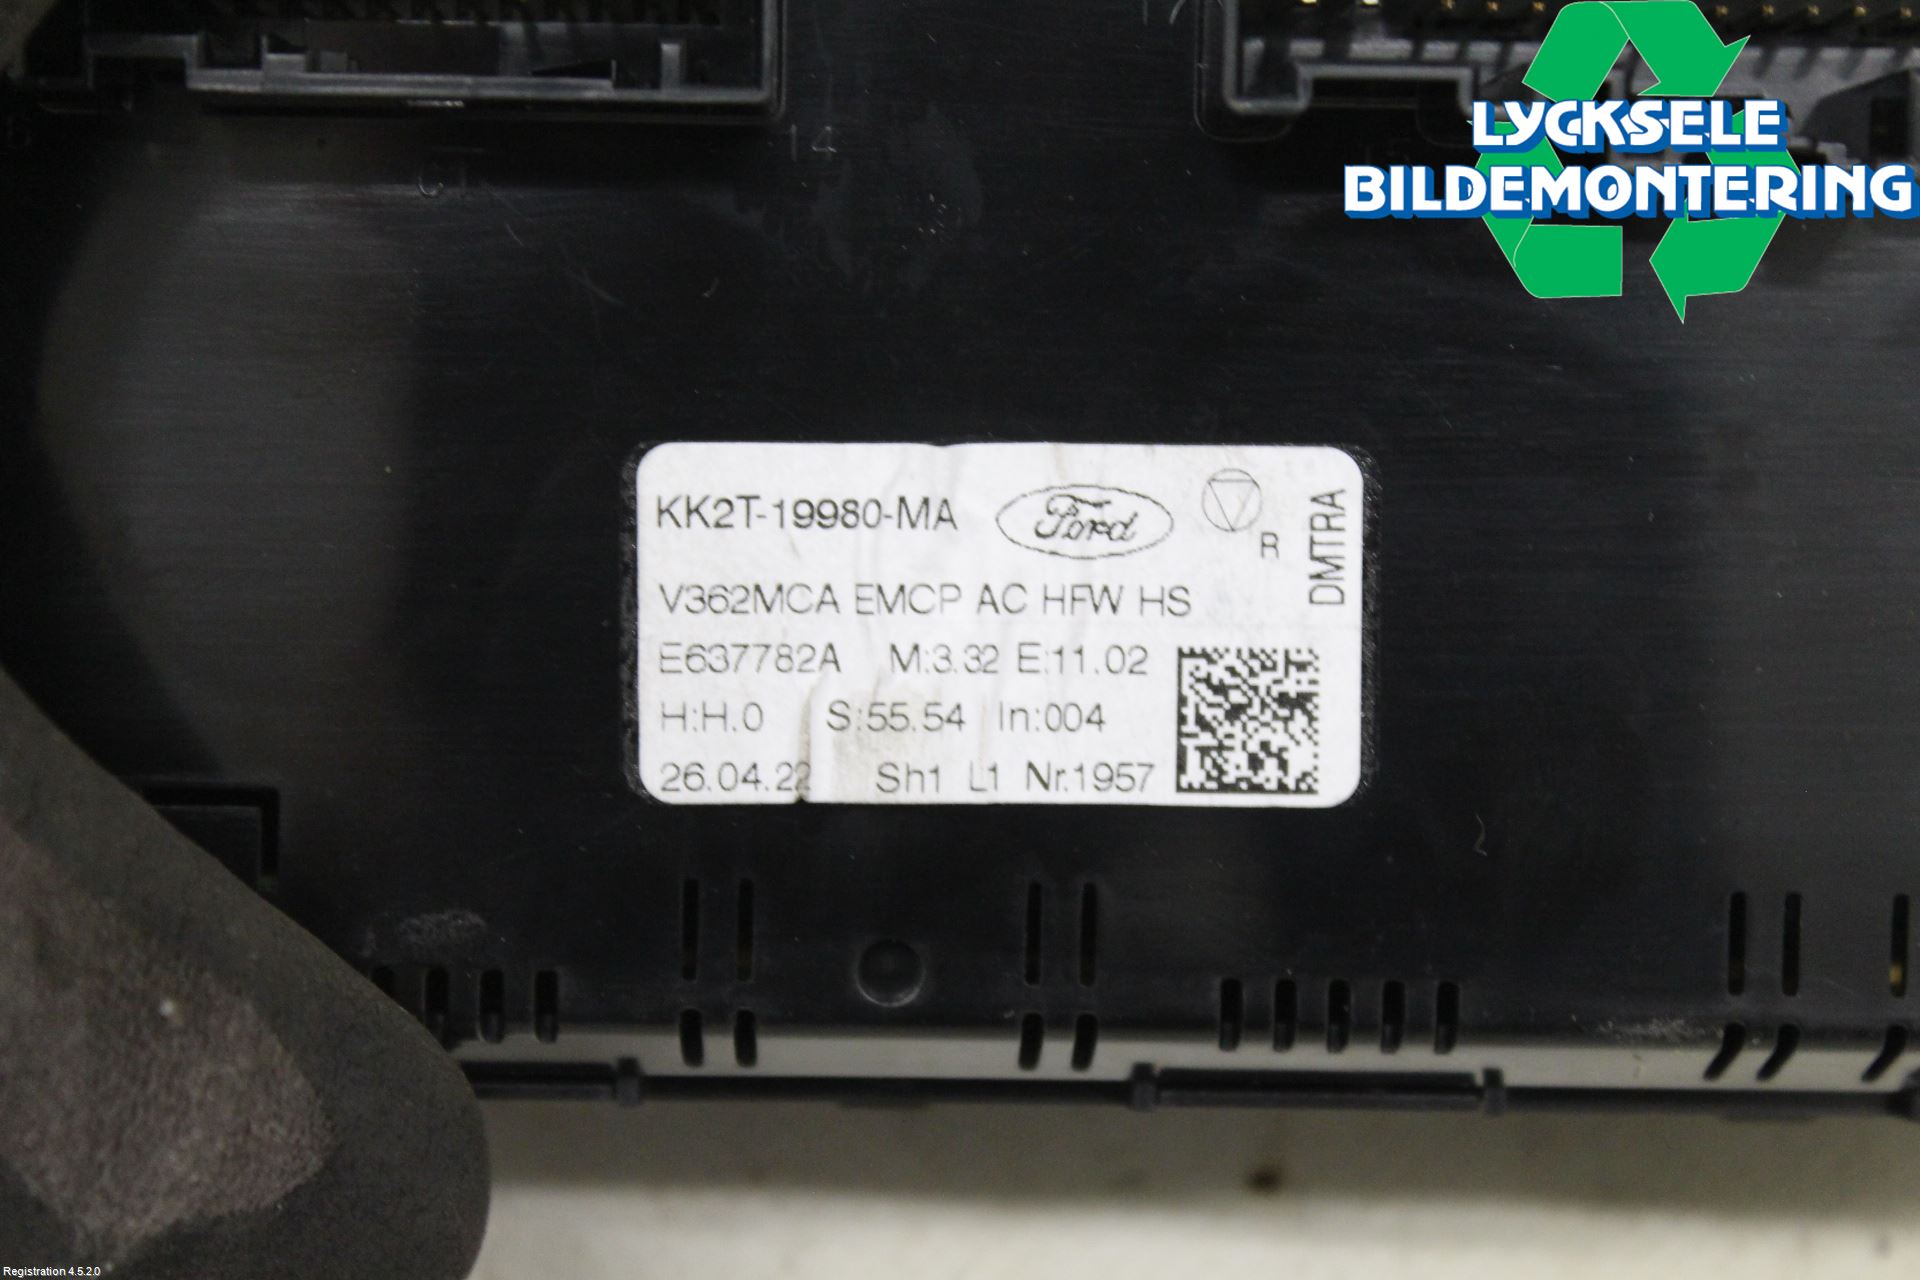 14
LYCKSELE
BILDEMONTERING
KK2T-19980-MA
Ford
R
DMTRA
V362MCA EMCP AC HFW HS
E637782A M:3.32 E:11.02
H:H.0 S:55.54 In:004
26.04.22 Sh1 L1 Nr.1957
Registration 4.5.2.0